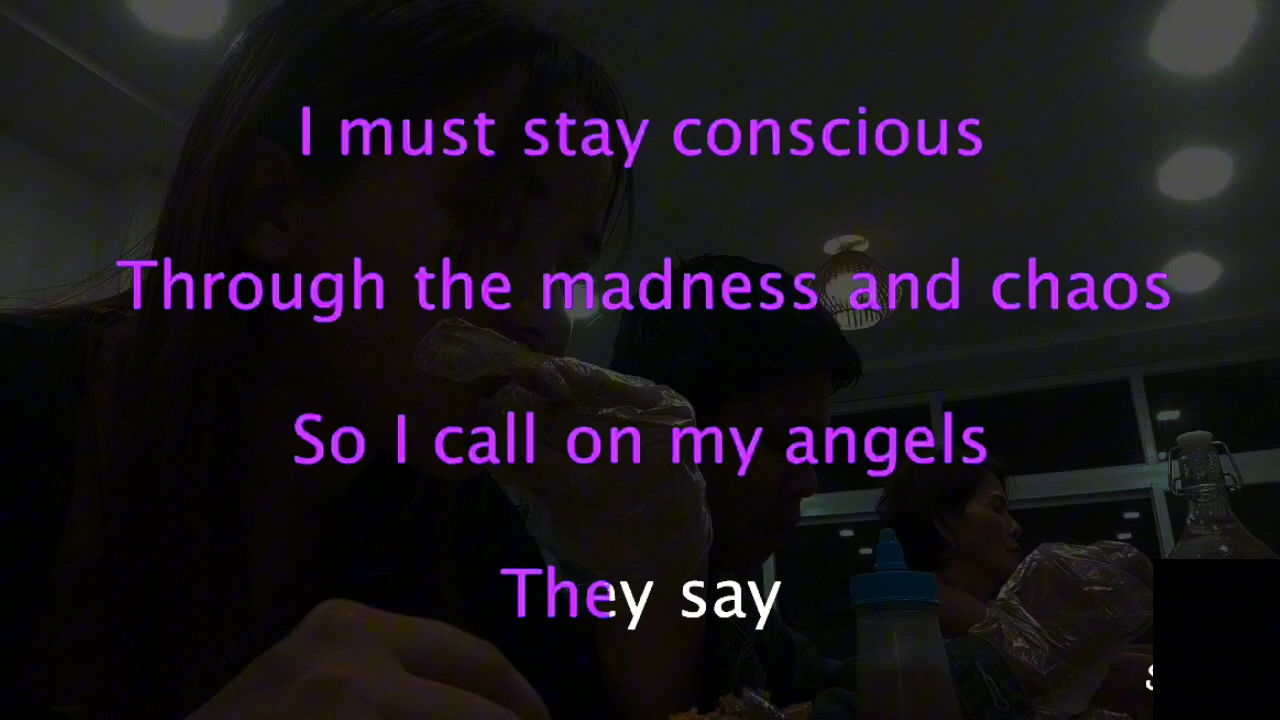 I must stay conscious
Through the madness and chaos
So I call on my angels
They say